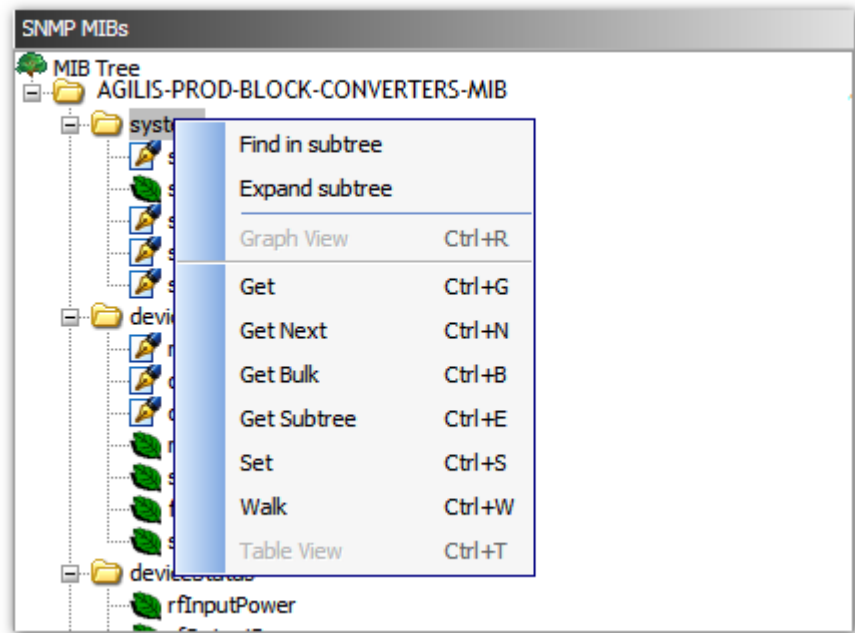 SNMP MIBs
MIB Tree
AGILIS-PROD-BLOCK-CONVERTERS-MIB
Find in subtree
Expand subtree
Graph View Ctrl+R
Get Ctrl+G
Get Next Ctrl+N
Get Bulk Ctrl+B
Get Subtree Ctrl+E
Set Ctrl+S
Walk Ctrl+W
Table View Ctrl+T
deviceStatus
rfInputPower